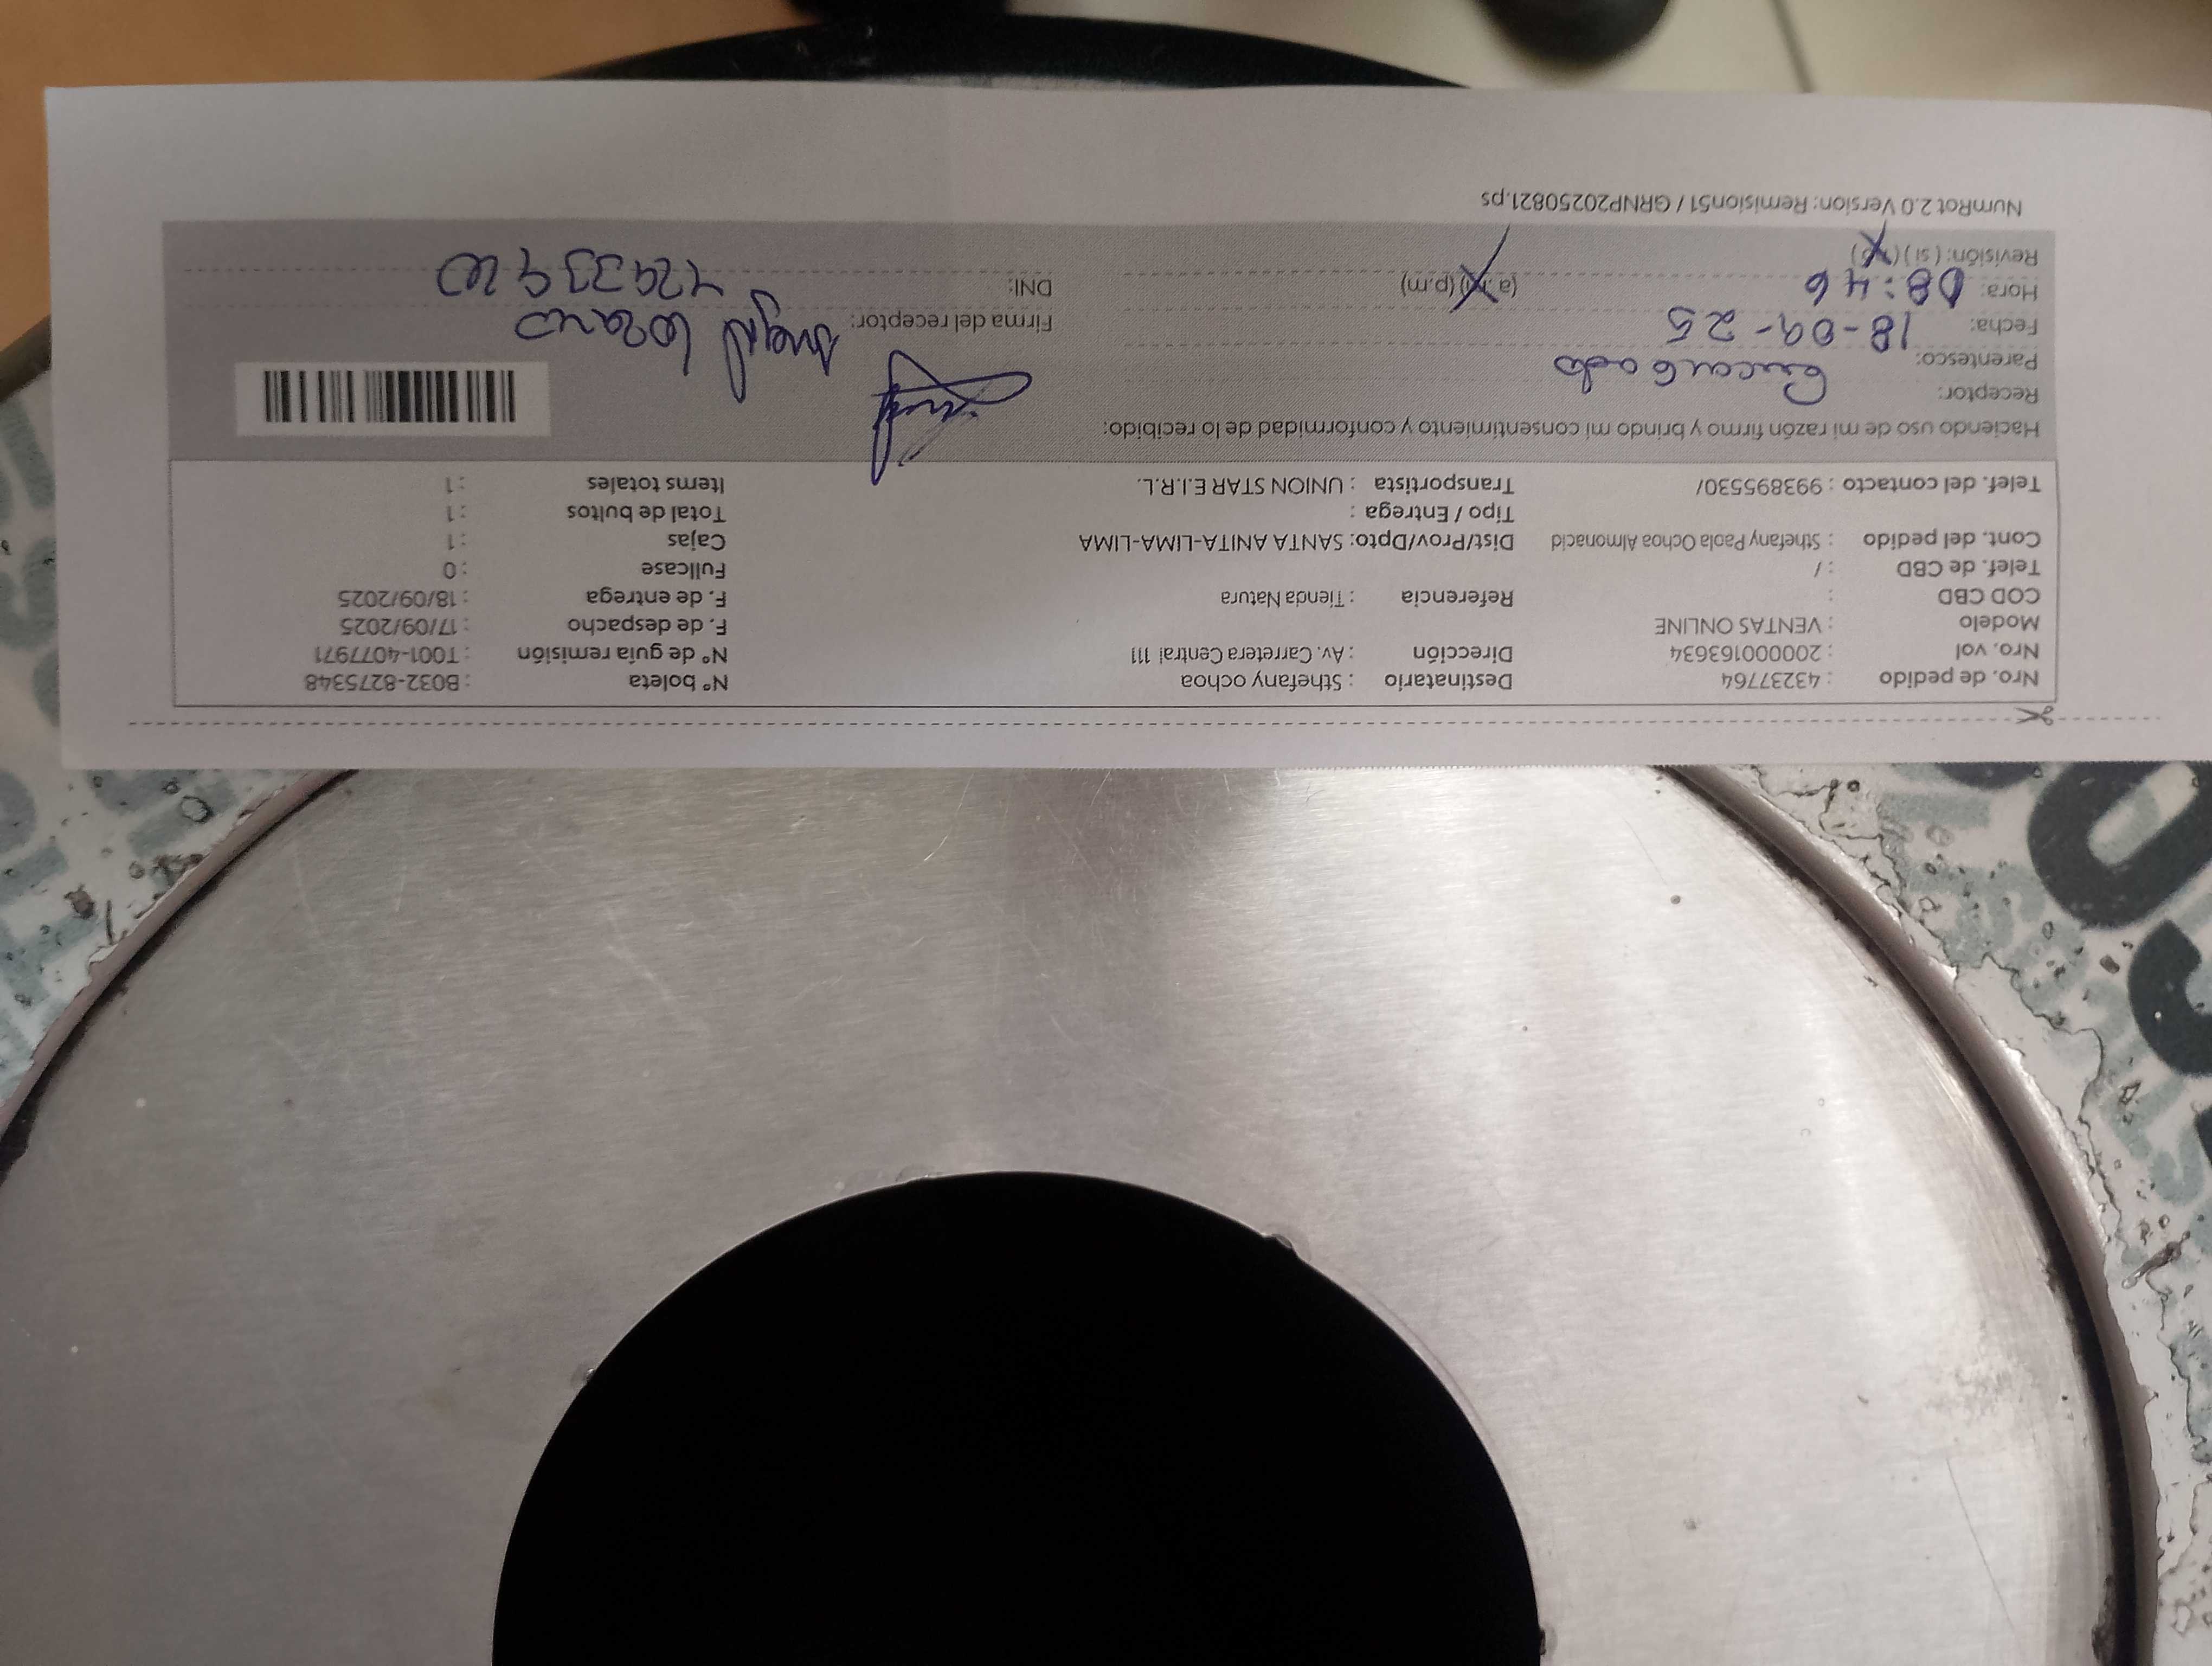 Nro. de pedido : 43237764 Destinatario : Sthefany ochoa N° boleta : B032-8275348
Nro. vol : 20000163634 Dirección : Av. Carretera Central 111 N° de guía remisión : T001-4077971
Modelo : VENTAS ONLINE F. de despacho : 17/09/2025
COD CBD : Referencia : Tienda Natura F. de entrega : 18/09/2025
Telef. de CBD : / Fullcase : 0
Cont. del pedido : Sthefany Paola Ochoa Almonacid Dist/Prov/Dpto: SANTA ANITA-LIMA-LIMA Cajas : 1
Tipo / Entrega : Total de bultos : 1
Telef. del contacto : 993895530/ Transportista : UNION STAR E.I.R.L. Items totales : 1
Haciendo uso de mi razón firmo y brindo mi consentimiento y conformidad de lo recibido:
Receptor:
Parentesco: Encargado
Fecha: 18-09-25 Firma del receptor: Angel Lozano
Hora: 08:46 (a.m) (p.m) DNI:
Revisión: (si) (no)
NumRot 2.0 Version: Remision51 / GRNP20250821.ps